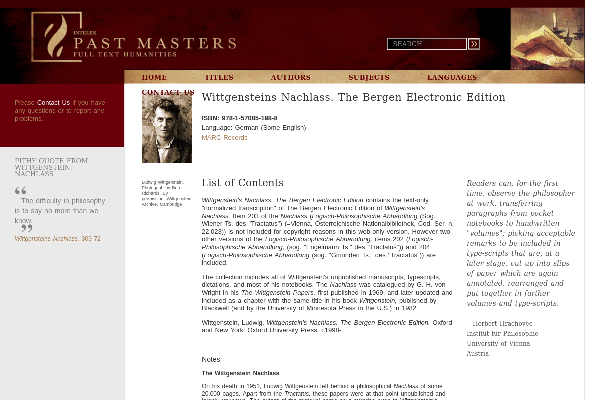 INTELEX
PAST MASTERS
FULL TEXT HUMANITIES
SEARCH
HOME
TITLES
AUTHORS
SUBJECTS
LANGUAGES
CONTACT US
Please Contact Us if you have
any questions or to report any
problems.
PITHY QUOTE FROM
WITTGENSTEIN:
NACHLASS
“
The difficulty in philosophy
is to say no more than we
know.
”
Wittgensteins Nachlass,
Wittgensteins Nachlass. The Bergen Electronic Edition
ISBN: 978-1-57085-198-8
Language: German (Some English)
MARC Records
Ludwig Wittgenstein,
Photograph by Ben
Richards, by
permission, Wittgenstein
Archive, Cambridge
List of Contents
Wittgenstein's Nachlass. The Bergen Electronic Edition contains the text-only
"normalized transcription" of The Bergen Electronic Edition of Wittgenstein's
Nachlass. Item 203 of the Nachlass (Logisch-Philosophische Abhandlung (Sog.
Wiener Ts. des "Tractatus") (=Vienna, Österreichische Nationalbibliothek, Cod. Ser. n.
22.023)) is not included for copyright reasons in this web-only version. However two
other versions of the Logisch-Philosophische Abhandlung, items 202 (Logisch-
Philosophische Abhandlung, (sog. "Engelmann Ts." des "Tractatus")) and 204
(Logisch-Philosophische Abhandlung (sog. "Gmunden Ts." des "Tractatus")) are
included.
The collection includes all of Wittgenstein's unpublished manuscripts, typescripts,
dictations, and most of his notebooks. The Nachlass was catalogued by G. H. von
Wright in his The Wittgenstein Papers, first published in 1969, and later updated and
included as a chapter with the same title in his book Wittgenstein, published by
Blackwell (and by the University of Minnesota Press in the U.S.) in 1982.
Wittgenstein, Ludwig. Wittgenstein's Nachlass. The Bergen Electronic Edition. Oxford
and New York: Oxford University Press, c1998-.
Notes
The Wittgenstein Nachlass
On his death in 1951, Ludwig Wittgenstein left behind a philosophical Nachlass of some
20,000 pages. Apart from the Tractatus, these papers were at that point unpublished and
Readers can, for the first
time, observe the philosopher
at work, transferring
paragraphs from pocket
notebooks to handwritten
"volumes", picking acceptable
remarks to be included in
type-scripts that are, at a
later stage, cut up into slips
of paper which are again
annotated, rearranged and
put together in further
volumes and type-scripts.
Herbert Hrachovec
Institut für Philosophie
University of Vienna
Austria